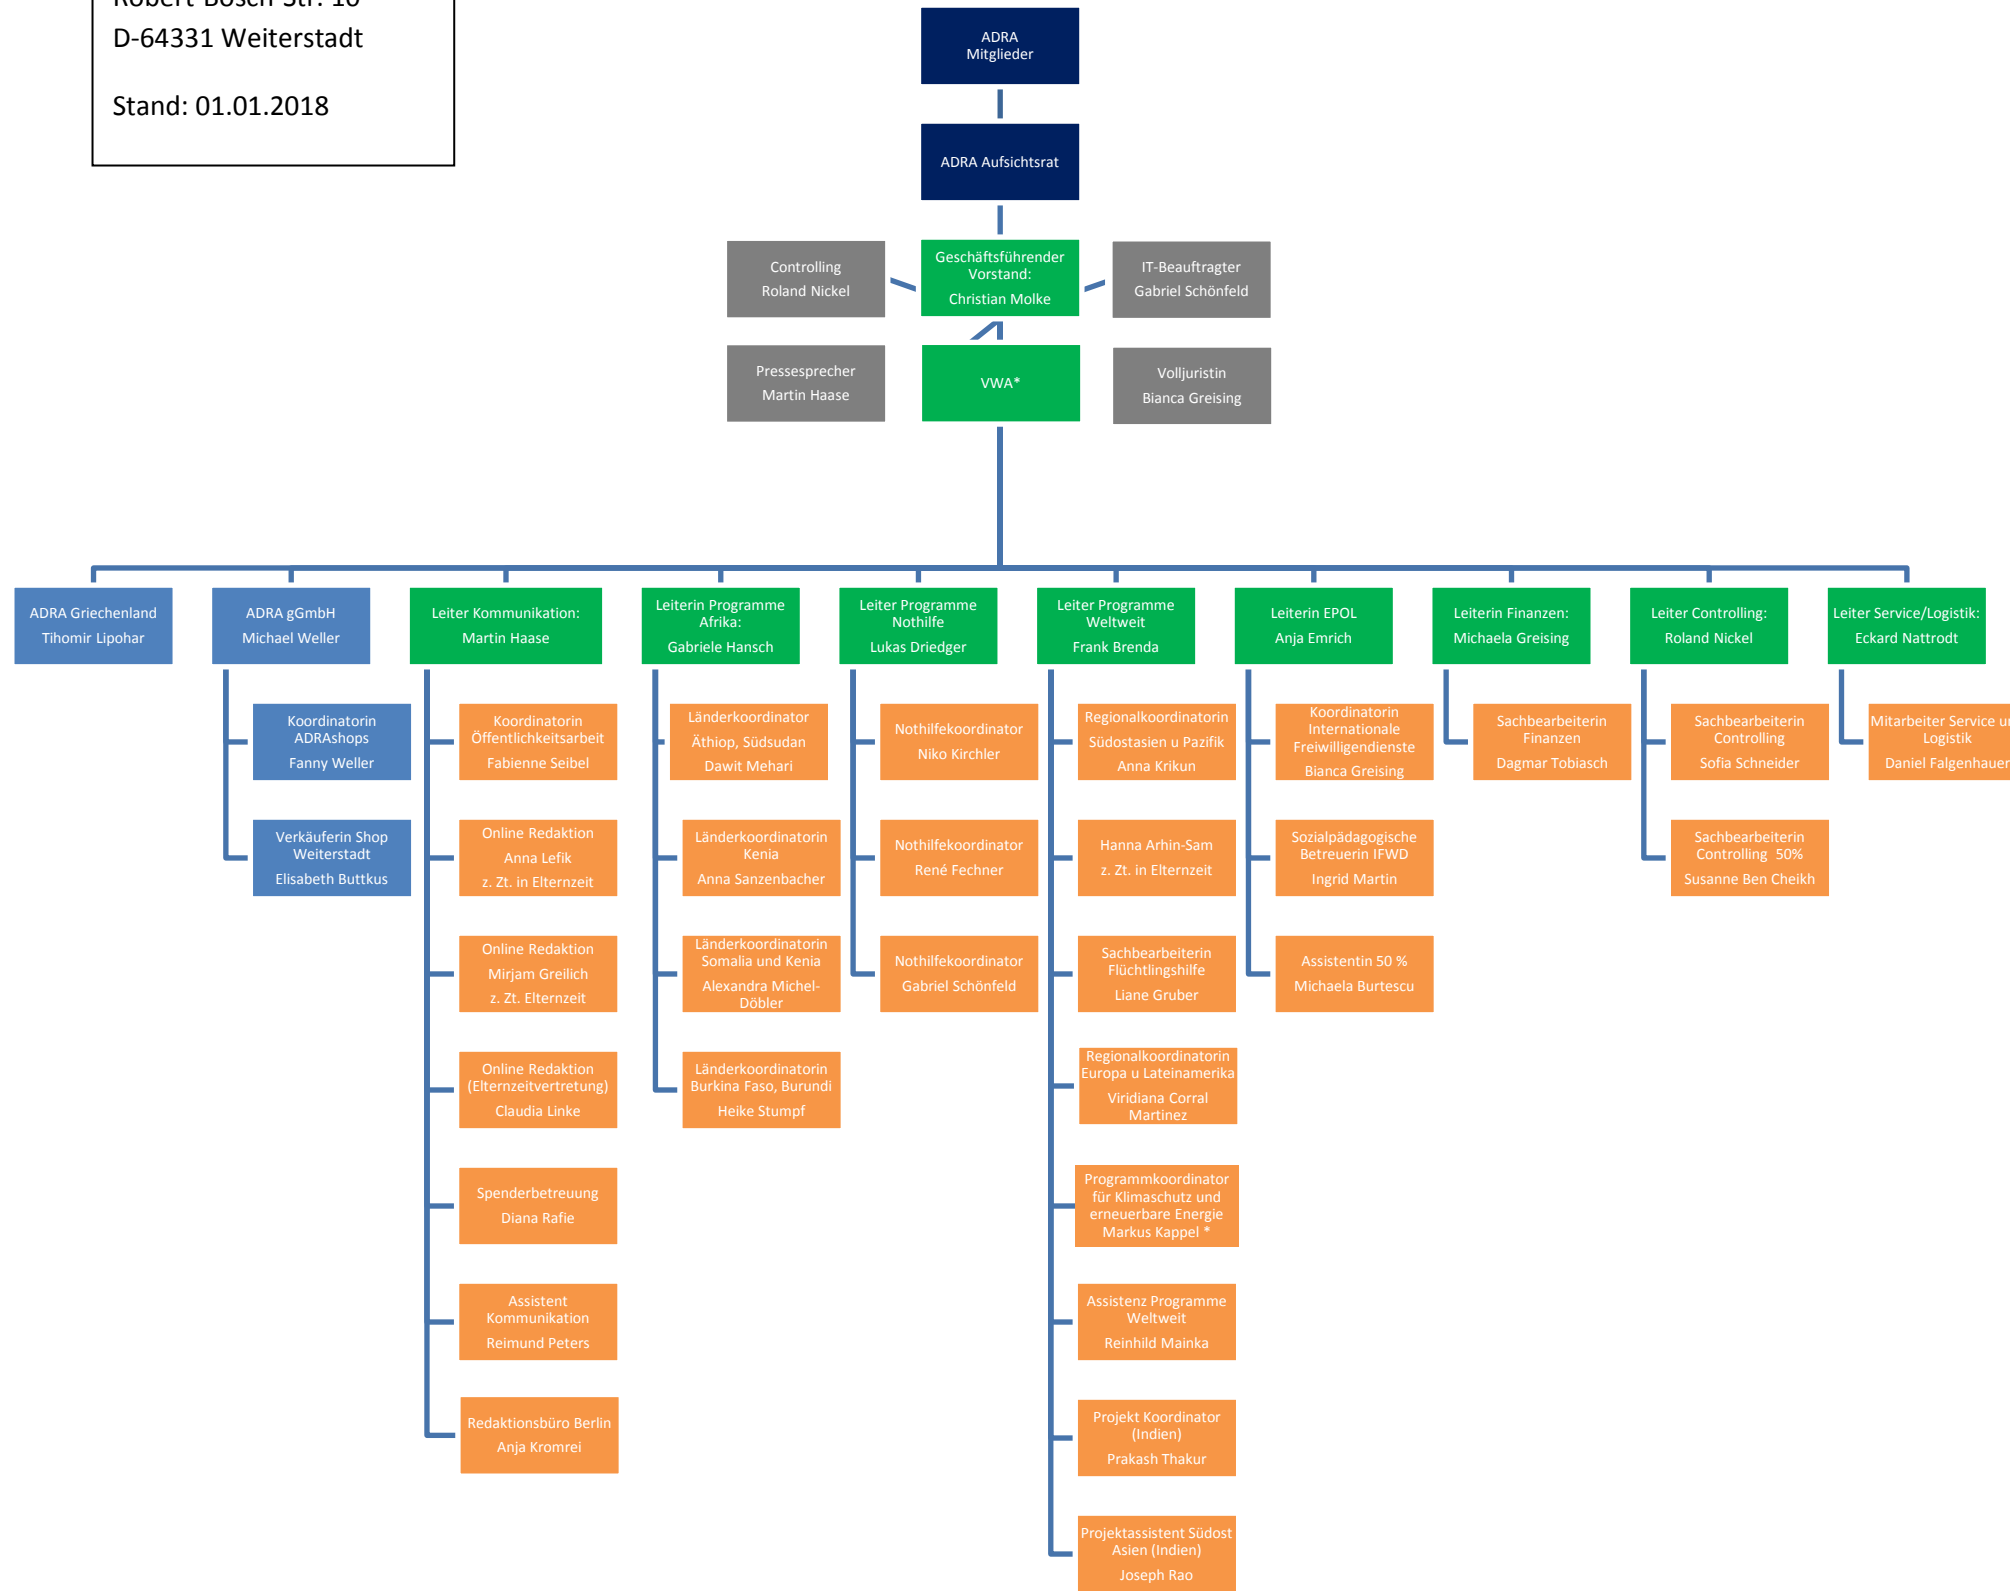 Robert-Bosch-Str. 10
D-64331 Weiterstadt
Stand: 01.01.2018
ADRA
Mitglieder
ADRA Aufsichtsrat
Controlling
Roland Nickel
Geschäftsführender
Vorstand:
Christian Molke
IT-Beauftragter
Gabriel Schönfeld
Pressesprecher
Martin Haase
VWA*
Volljuristin
Bianca Greising
ADRA Griechenland
Tihomir Lipohar
ADRA gGmbH
Michael Weller
Koordinatorin
ADRAshops
Fanny Weller
Verkäuferin Shop
Weiterstadt
Elisabeth Buttkus
Leiter Kommunikation:
Martin Haase
Koordinatorin
Öffentlichkeitsarbeit
Fabienne Seibel
Online Redaktion
Anna Lefik
z. Zt. in Elternzeit
Online Redaktion
Mirjam Greilich
z. Zt. Elternzeit
Online Redaktion
(Elternzeitvertretung)
Claudia Linke
Spenderbetreuung
Diana Rafie
Assistent
Kommunikation
Reimund Peters
Redaktionsbüro Berlin
Anja Kromrei
Leiterin Programme
Afrika:
Gabriele Hansch
Länderkoordinator
Äthiop, Südsudan
Dawit Mehari
Länderkoordinatorin
Kenia
Anna Sanzenbacher
Länderkoordinatorin
Somalia und Kenia
Alexandra Michel-
Döbler
Länderkoordinatorin
Burkina Faso, Burundi
Heike Stumpf
Leiter Programme
Nothilfe
Lukas Driedger
Nothilfekoordinator
Niko Kirchler
Nothilfekoordinator
René Fechner
Nothilfekoordinator
Gabriel Schönfeld
Leiter Programme
Weltweit
Frank Brenda
Regionalkoordinatorin
Südostasien u Pazifik
Anna Krikun
Hanna Arhin-Sam
z. Zt. in Elternzeit
Sachbearbeiterin
Flüchtlingshilfe
Liane Gruber
Regionalkoordinatorin
Europa u Lateinamerika
Viridiana Corral
Martinez
Programmkoordinator
für Klimaschutz und
erneuerbare Energie
Markus Kappel *
Assistenz Programme
Weltweit
Reinhild Mainka
Projekt Koordinator
(Indien)
Prakash Thakur
Projektassistent Südost
Asien (Indien)
Joseph Rao
Leiterin EPOL
Anja Emrich
Koordinatorin
Internationale
Freiwilligendienste
Bianca Greising
Sozialpädagogische
Betreuerin IFWD
Ingrid Martin
Assistentin 50 %
Michaela Burtescu
Leiterin Finanzen:
Michaela Greising
Sachbearbeiterin
Finanzen
Dagmar Tobiasch
Leiter Controlling:
Roland Nickel
Sachbearbeiterin
Controlling
Sofia Schneider
Sachbearbeiterin
Controlling 50%
Susanne Ben Cheikh
Leiter Service/Logistik:
Eckard Nattrodt
Mitarbeiter Service
Logistik
Daniel Falgenhauer